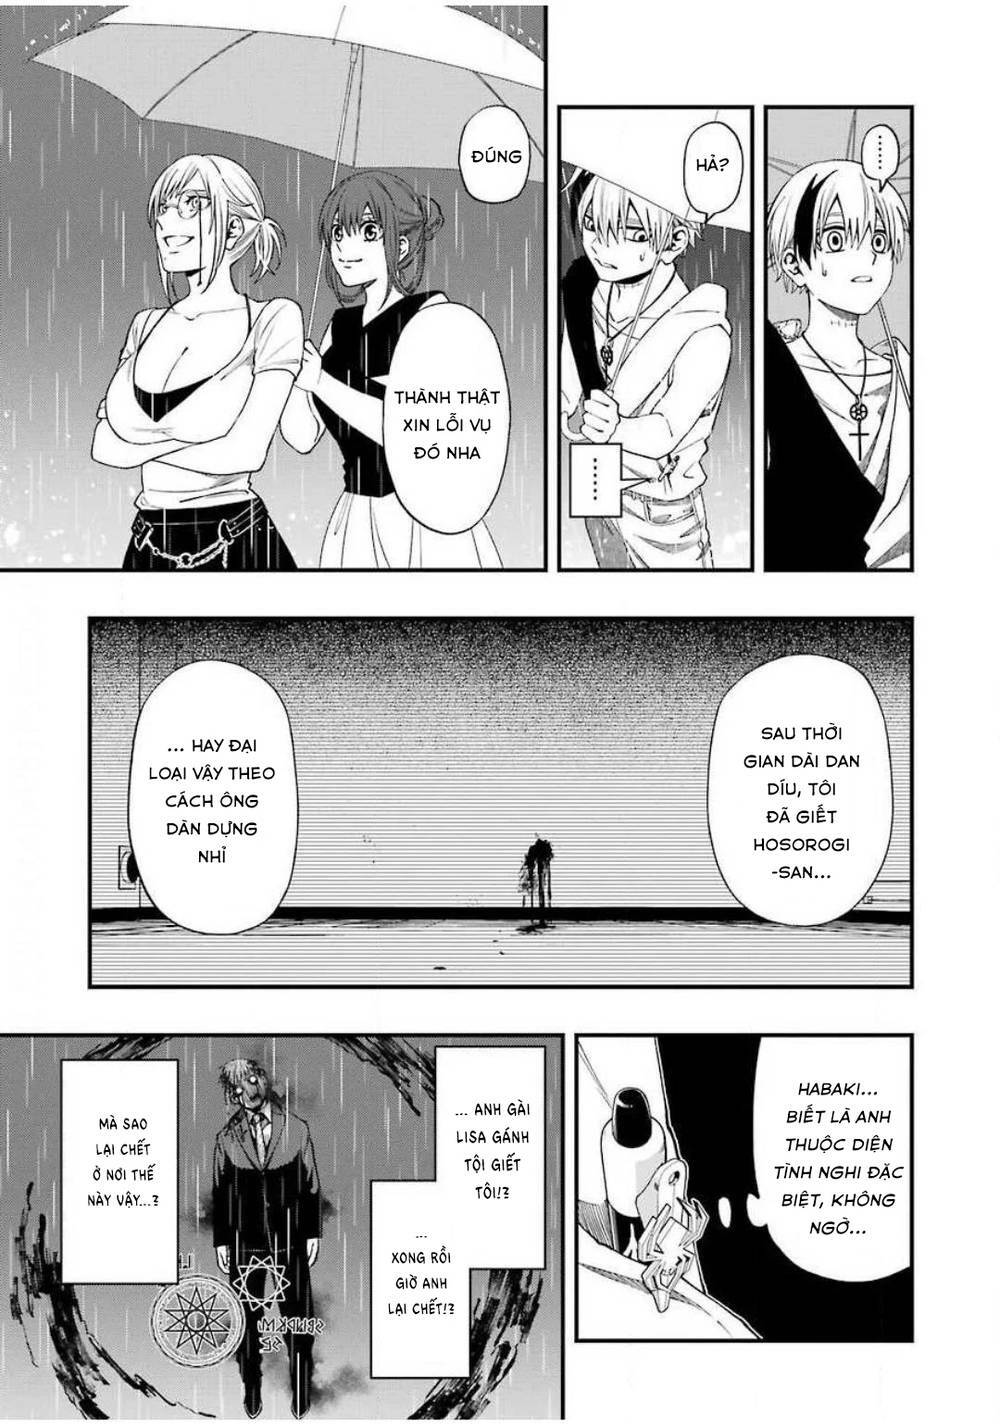 ......
HẢ?
......
ĐÚNG
THÀNH THẬT
XIN LỖI VỤ
ĐÓ NHA
SAU THỜI
GIAN DÀI DAN
DÍU, TÔI
ĐÃ GIẾT
HOSOROGI
-SAN...
... HAY ĐẠI
LOẠI VẬY THEO
CÁCH ÔNG
DÀN DỰNG
NHỈ
HABAKI...
BIẾT LÀ ANH
THUỘC DIỆN
TÌNH NGHI ĐẶC
BIỆT, KHÔNG
NGỜ...
... ANH GÀI
LISA GÁNH
TỘI GIẾT
TÔI!?
... XONG RỒI
GIỜ ANH
LẠI CHẾT!?
MÀ SAO
LẠI CHẾT
Ở NƠI THẾ
NÀY VẬY...?